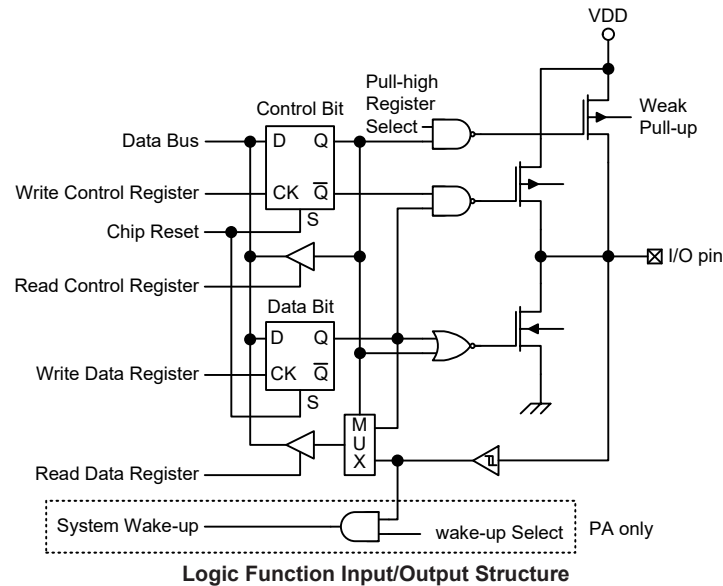 VDD
Pull-high
Register
Select
Weak
Pull-up
Control Bit
Data Bus
D
Q
Write Control Register
CK
Q
S
Chip Reset
I/O pin
Read Control Register
Data Bit
D
Q
Write Data Register
CK
Q
S
M
U
X
Read Data Register
System Wake-up
wake-up Select
PA only
Logic Function Input/Output Structure